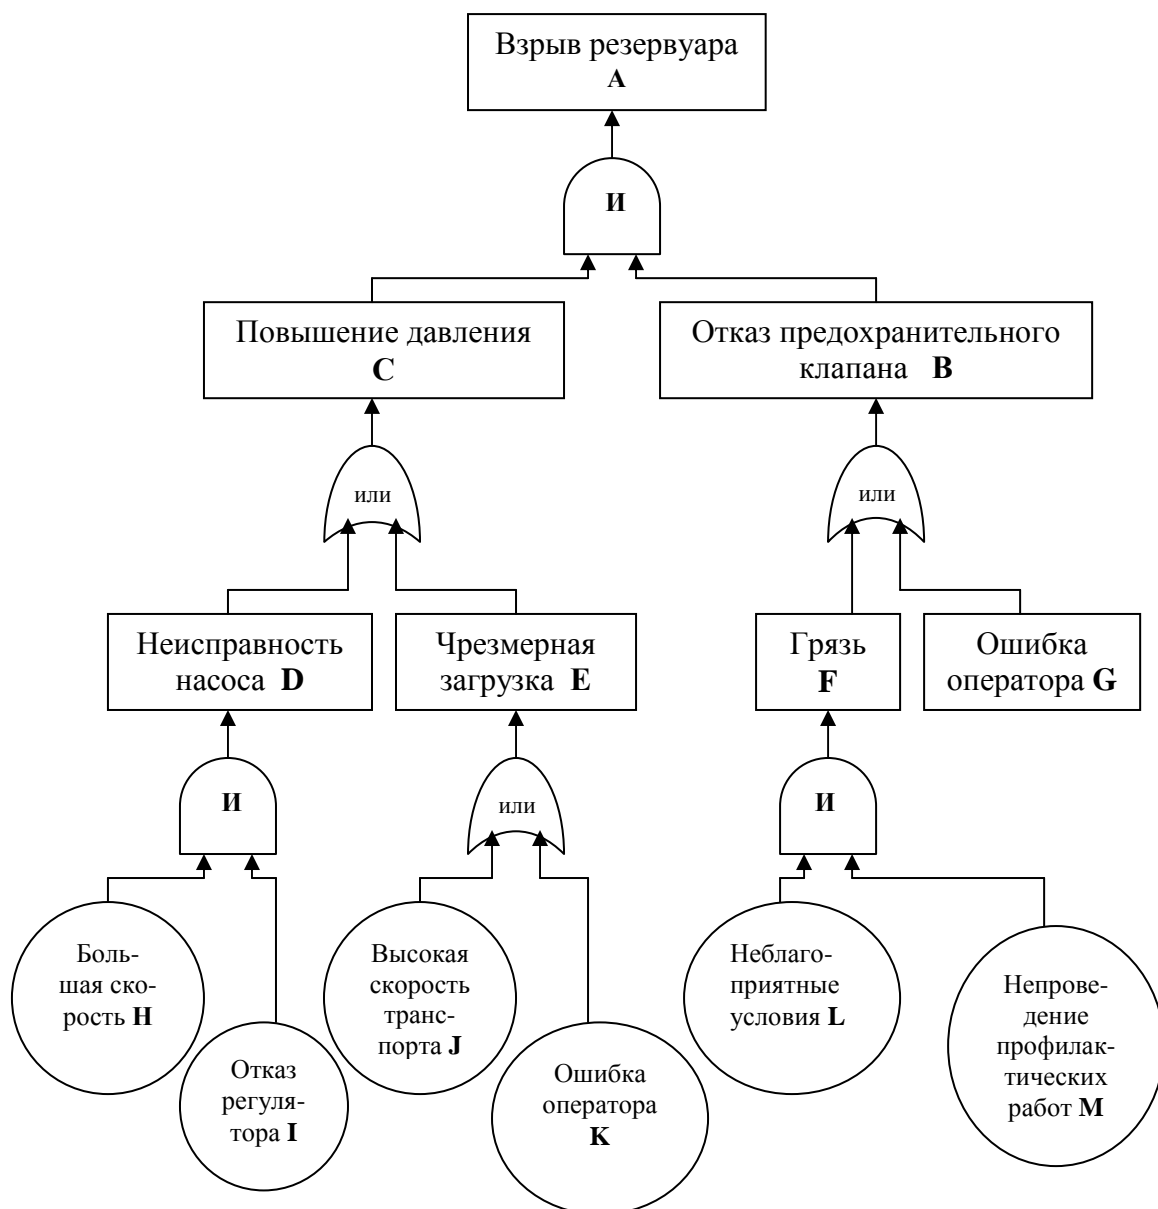 Взрыв резервуара
A
И
Повышение давления
C
Отказ предохранительного
клапана B
или
или
Неисправность
насоса D
Чрезмерная
загрузка E
Грязь
F
Ошибка
оператора G
И
или
И
Боль-
шая ско-
рость H
Высокая
скорость
транс-
порта J
Неблаго-
приятные
условия L
Непрове-
дение
профилак-
тических
работ M
Отказ
регуля-
тора I
Ошибка
оператора
K